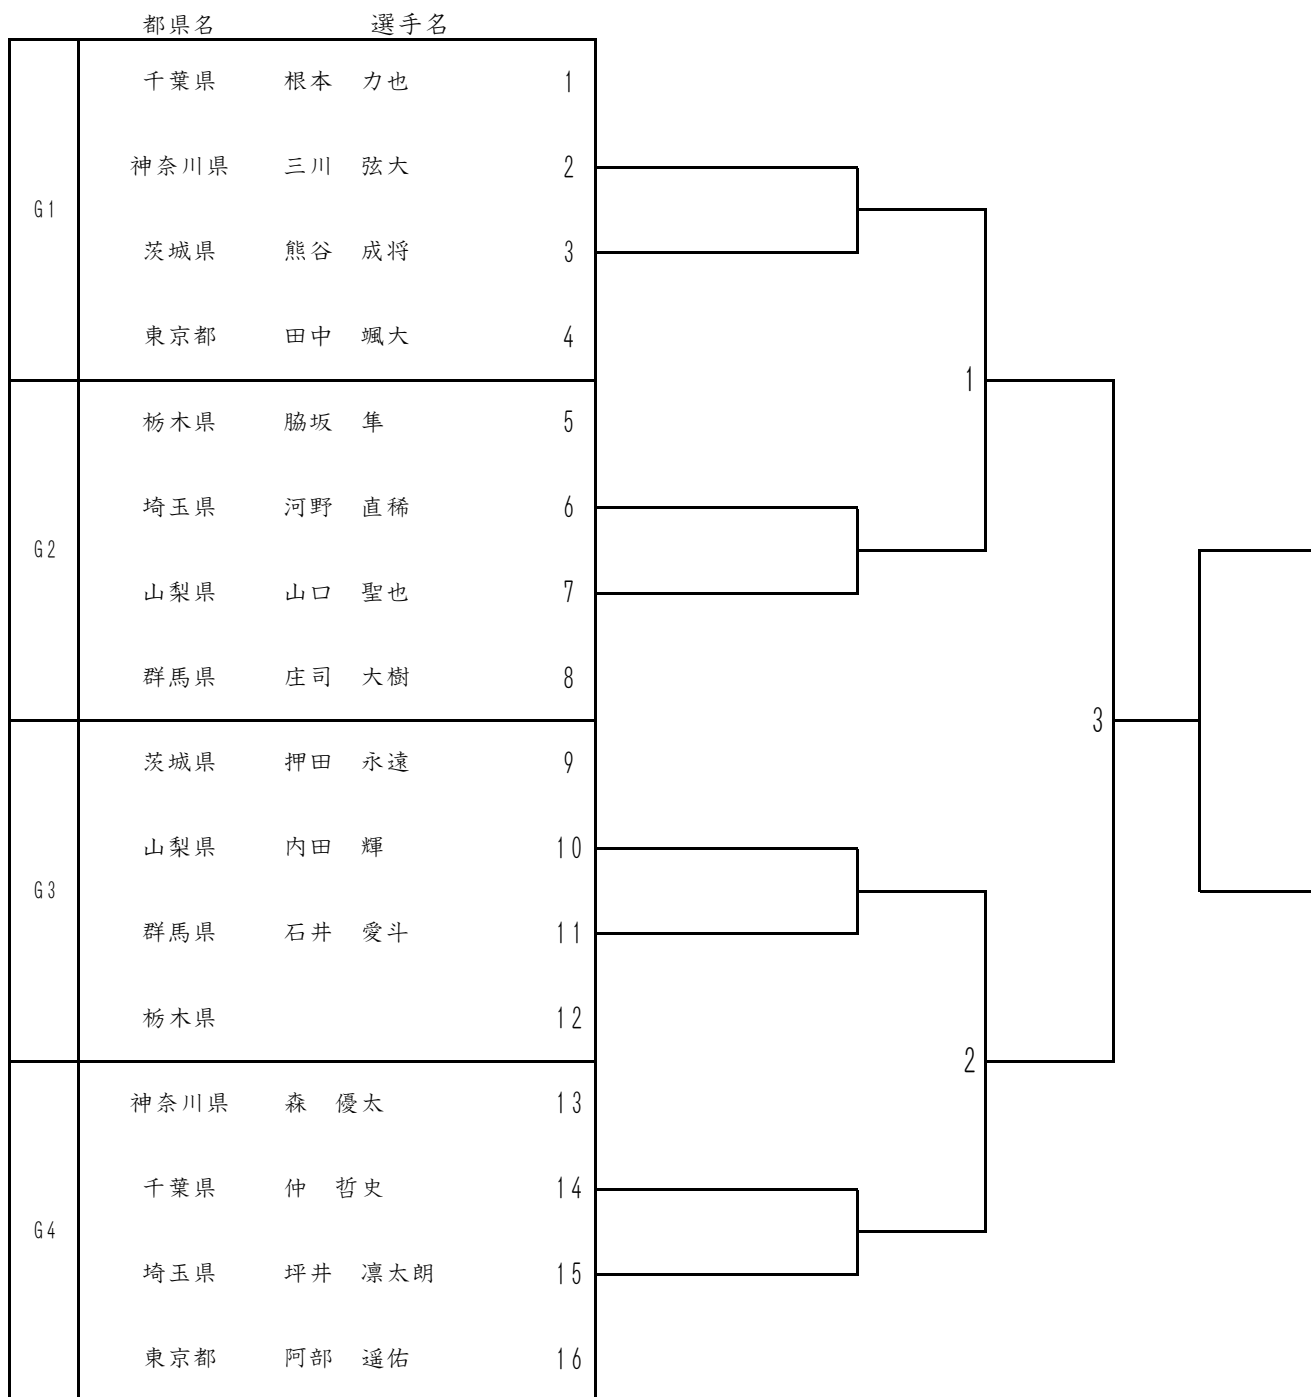 都県名 選手名
千葉県 根本 力也 1
神奈川県 三川 弦大 2
G1
茨城県 熊谷 成将 3
東京都 田中 颯大 4
1
栃木県 脇坂 隼 5
埼玉県 河野 直稀 6
G2
山梨県 山口 聖也 7
群馬県 庄司 大樹 8
3
茨城県 押田 永遠 9
山梨県 内田 輝 10
G3
群馬県 石井 愛斗 11
栃木県 12
2
神奈川県 森 優太 13
千葉県 仲 哲史 14
G4
埼玉県 坪井 凛太朗 15
東京都 阿部 遥佑 16